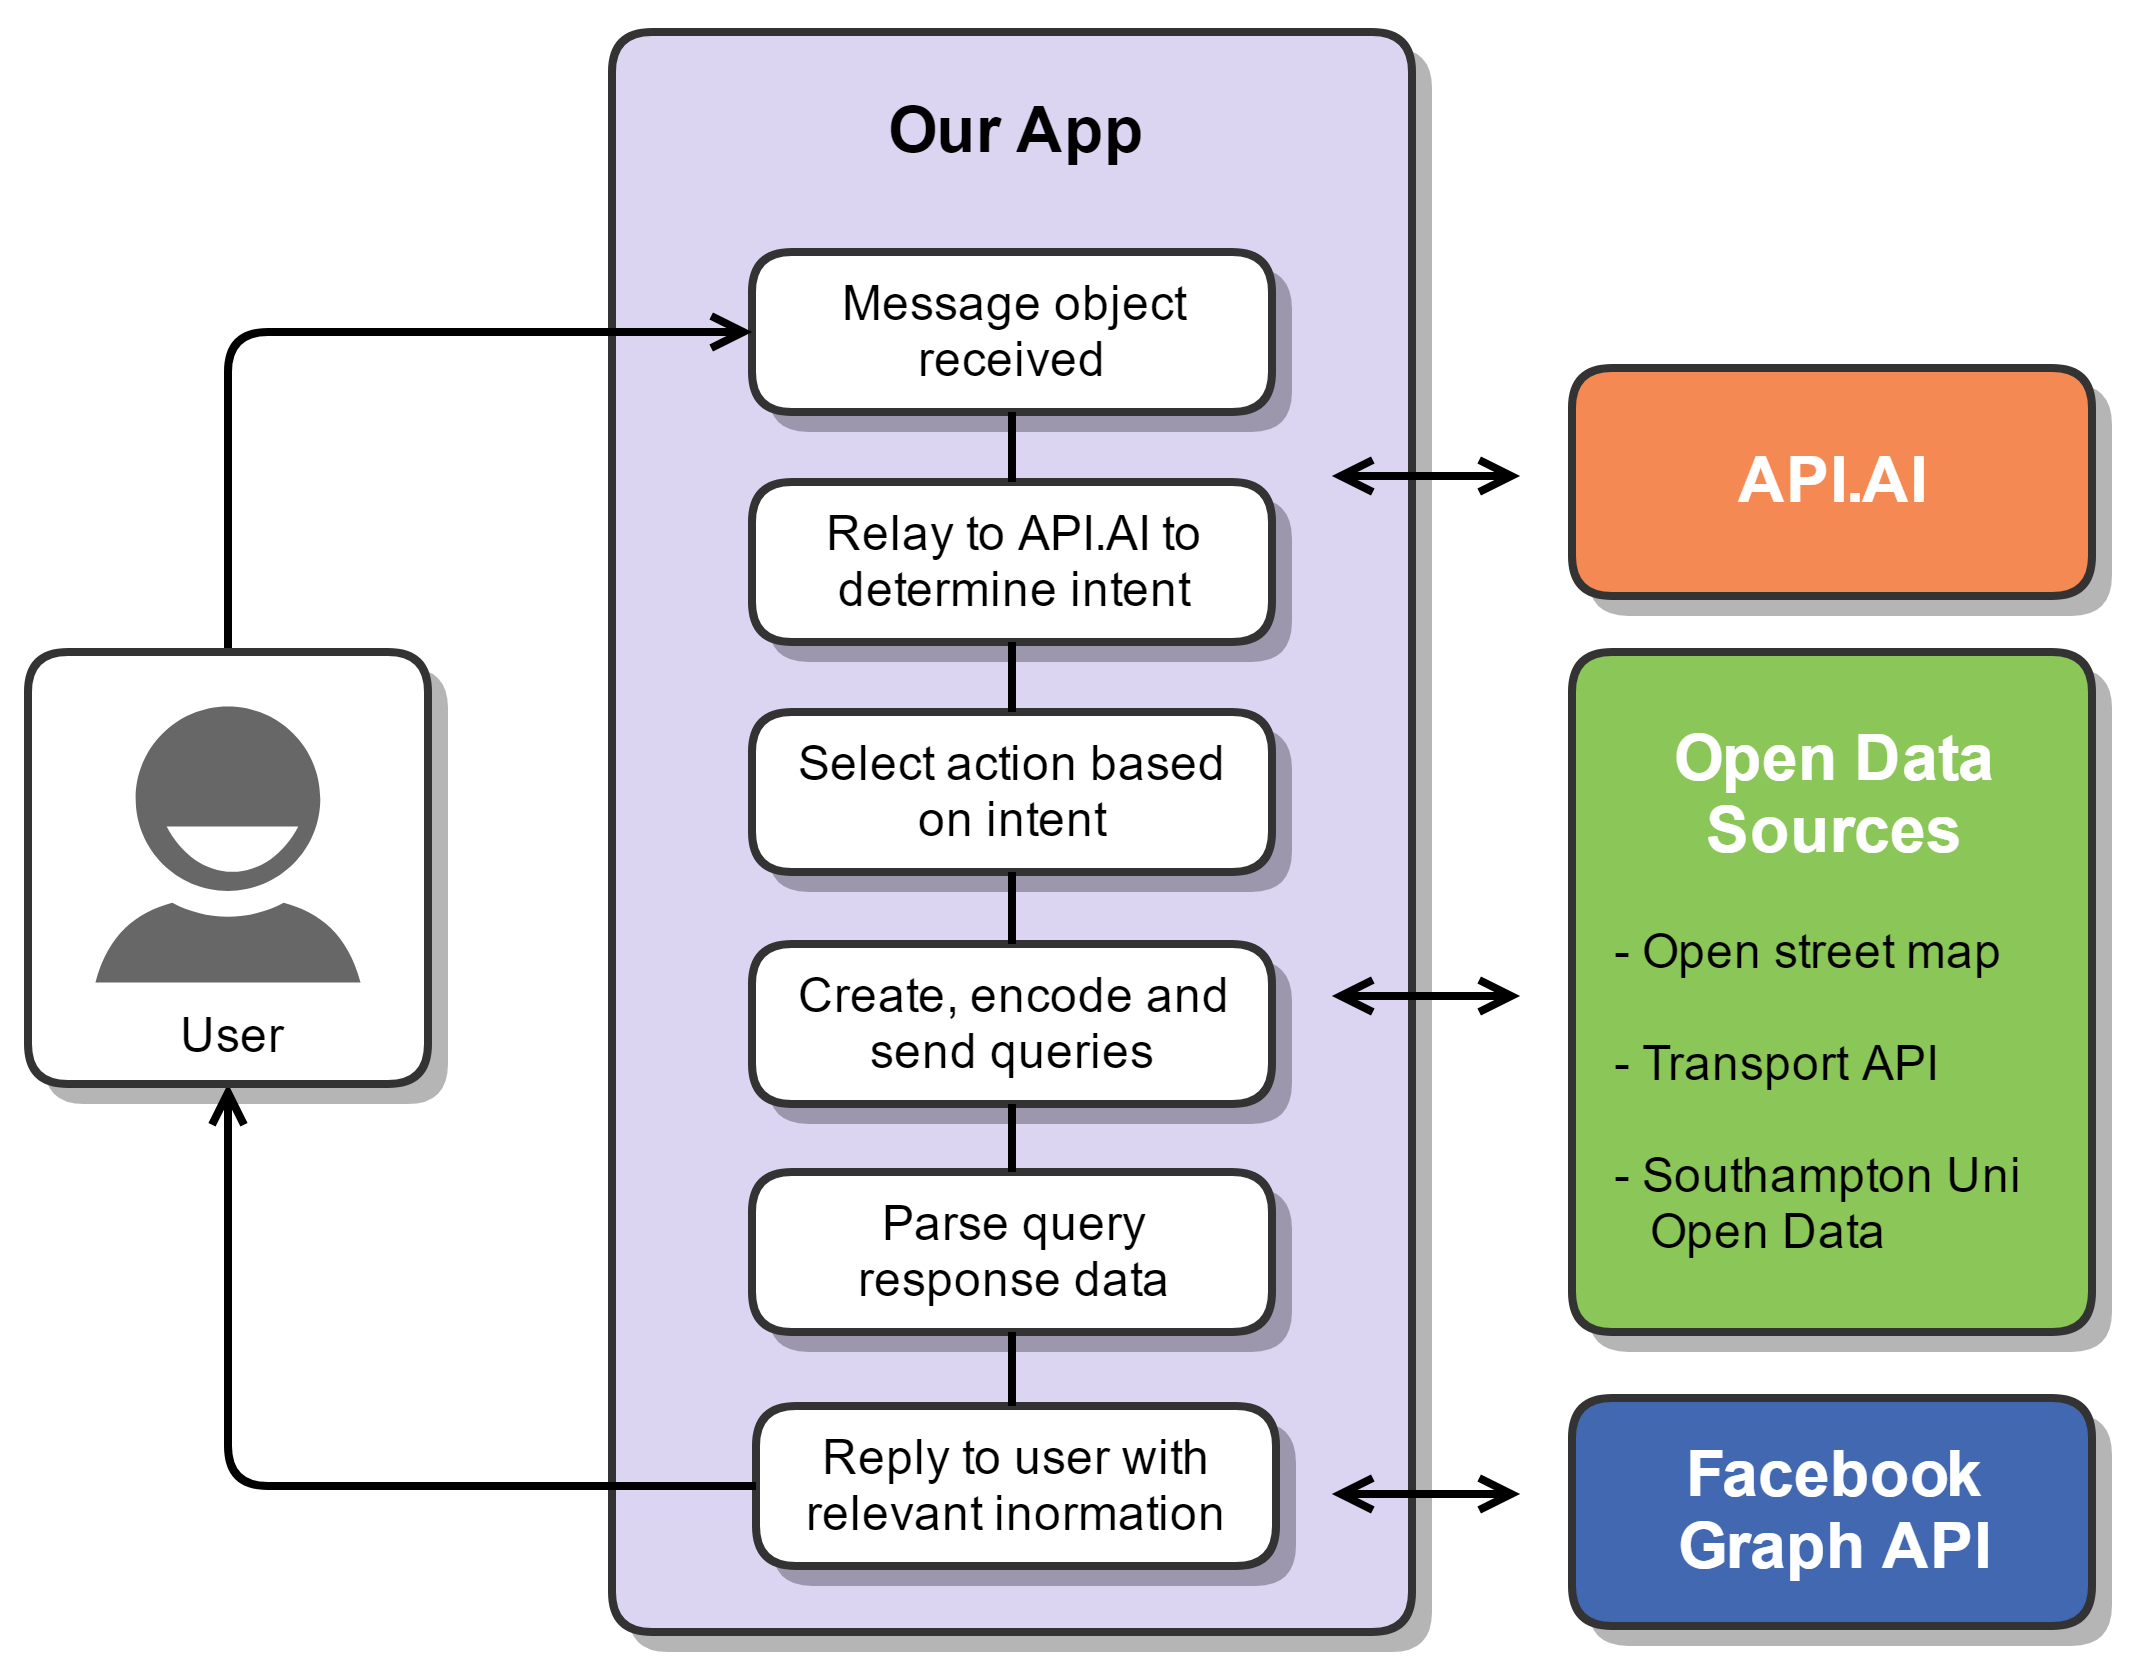 Our App
Message object
received
Relay to API.AI to
determine intent
Select action based
on intent
Create, encode and
send queries
Parse query
response data
Reply to user with
relevant inormation
User
API.AI
Open Data
Sources
- Open street map
- Transport API
- Southampton Uni
Open Data
Facebook
Graph API